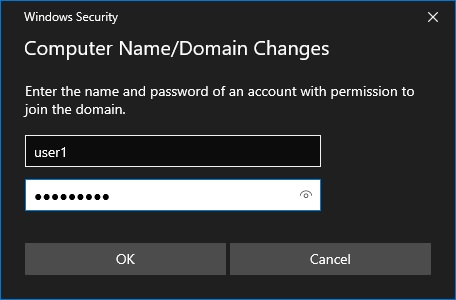 Windows Security
Computer Name/Domain Changes
Enter the name and password of an account with permission to
join the domain.
user1
●●●●●●●●●
OK
Cancel